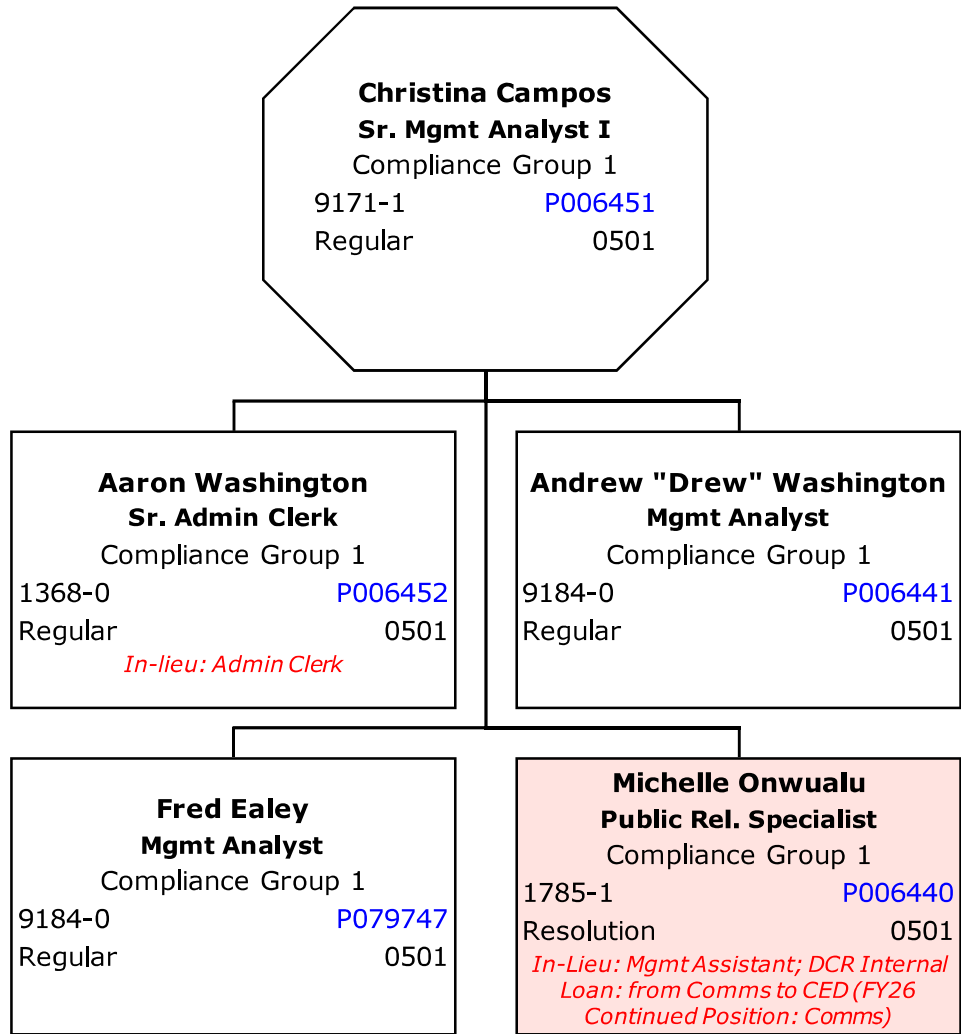 Christina Campos
Sr. Mgmt Analyst I
Compliance Group 1
9171-1 P006451
Regular 0501
Aaron Washington
Sr. Admin Clerk
Compliance Group 1
1368-0 P006452
Regular 0501
In-lieu: Admin Clerk
Andrew "Drew" Washington
Mgmt Analyst
Compliance Group 1
9184-0 P006441
Regular 0501
Fred Ealey
Mgmt Analyst
Compliance Group 1
9184-0 P079747
Regular 0501
Michelle Onwualu
Public Rel. Specialist
Compliance Group 1
1785-1 P006440
Resolution 0501
In-Lieu: Mgmt Assistant; DCR Internal
Loan: from Comms to CED (FY26
Continued Position: Comms)